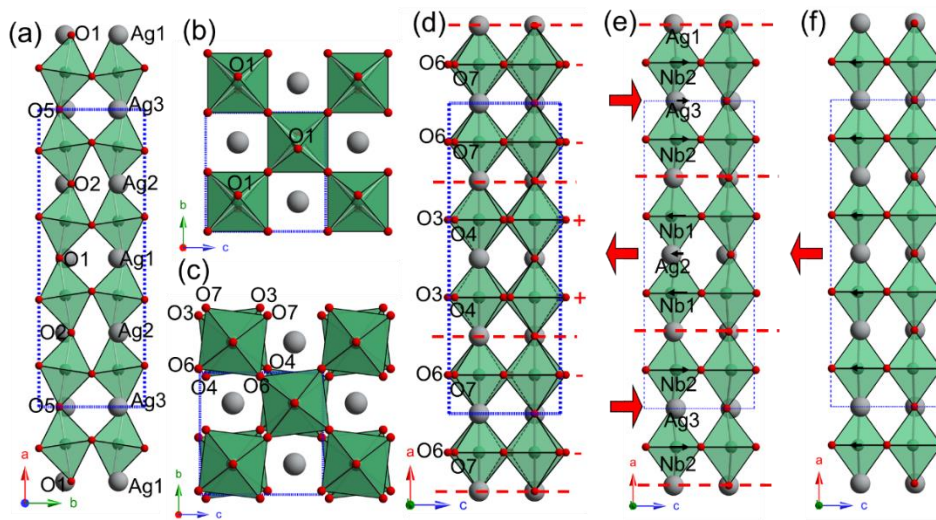 (a)
O1
Ag1
O5
Ag3
O2
Ag2
O1
Ag1
O2
Ag2
O5
Ag3
O1
Ag1
a
b
(b)
O1
O1
O1
b
c
(c)
O7
O3
O3
O7
O6
O4
O4
O6
b
c
(d)
O6
O7
-
O6
O7
-
O3
O4
+
O3
O4
+
O6
O7
-
O6
O7
-
a
c
(e)
Ag1
Nb2
Ag3
Nb2
Nb1
Ag2
Nb1
Nb2
Ag3
Nb2
a
c
(f)
a
c